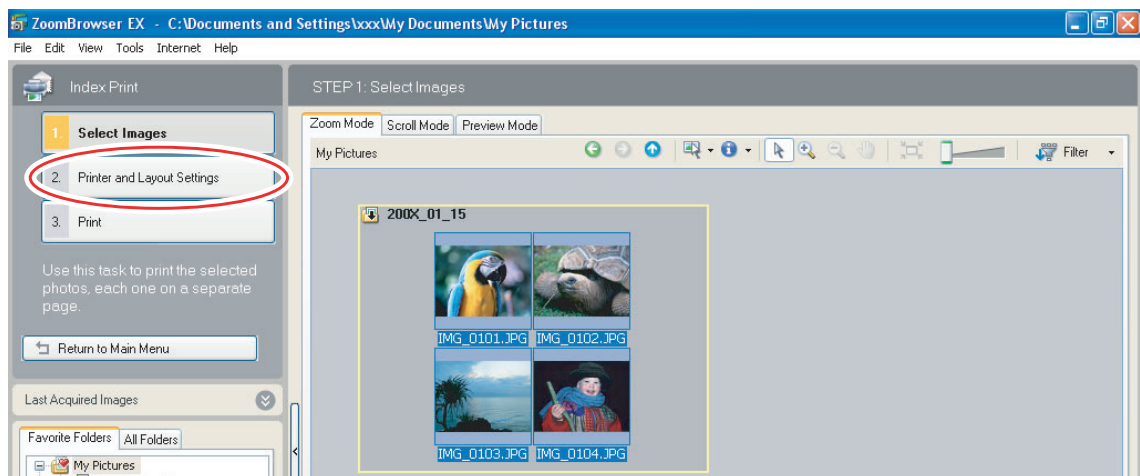 ZoomBrowser EX - C:\Documents and Settings\xxx\My Documents\My Pictures
File Edit View Tools Internet Help
Index Print
1. Select Images
2. Printer and Layout Settings
3. Print
Use this task to print the selected
photos, each one on a separate
page.
Return to Main Menu
Last Acquired Images
Favorite Folders All Folders
My Pictures
STEP 1: Select Images
Zoom Mode Scroll Mode Preview Mode
My Pictures Filter
200X_01_15
IMG_0101.JPG IMG_0102.JPG
IMG_0103.JPG IMG_0104.JPG